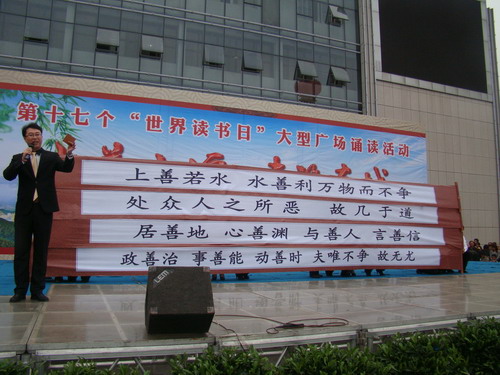 第十七个“世界读书日”大型广场诵读活动
上善若水 水善利万物而不争
处众人之所恶 故几于道
居善地 心善渊 与善人 言善信
政善治 事善能 动善时 夫唯不争 故无尤